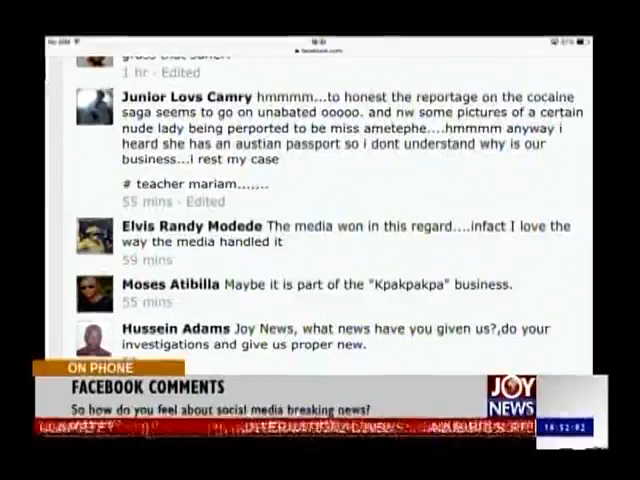 facebook.com
1 hr · Edited
Junior Lovs Camry hmmmm...to honest the reportage on the cocaine
saga seems to go on unabated ooooo. and nw some pictures of a certain
nude lady being perported to be miss ametephe....hmmmm anyway i
heard she has an austian passport so i dont understand why is our
business...i rest my case
# teacher mariam.......
55 mins · Edited
Elvis Randy Modede The media won in this regard....infact I love the
way the media handled it
59 mins
Moses Atibilla Maybe it is part of the "Kpakpakpa" business.
55 mins
Hussein Adams Joy News, what news have you given us?,do your
investigations and give us proper new.
ON PHONE
FACEBOOK COMMENTS
So how do you feel about social media breaking news?
JOY
NEWS